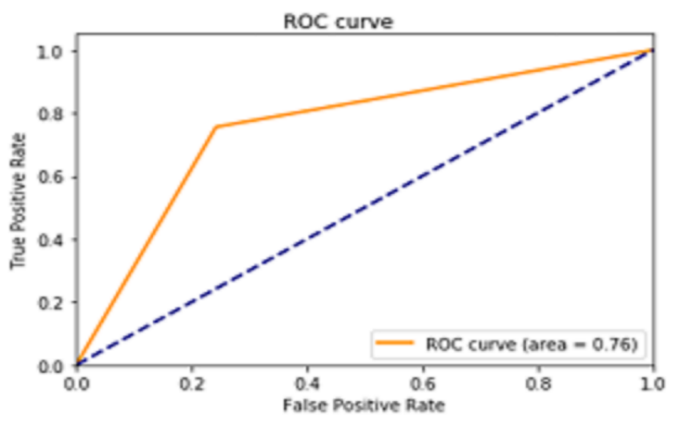 ROC curve
1.0
0.8
0.6
0.4
0.2
0.0
True Positive Rate
ROC curve (area = 0.76)
0.0 0.2 0.4 0.6 0.8 1.0
False Positive Rate